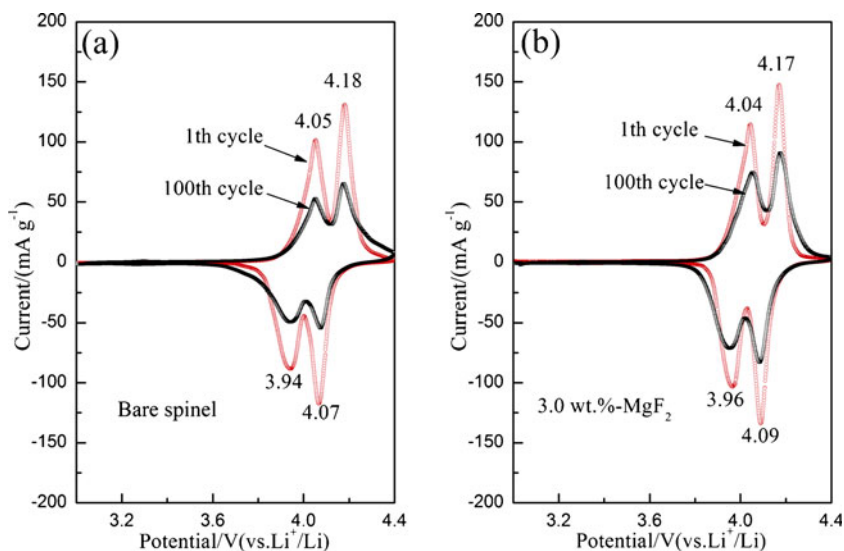 (a)
200
150
100
50
0
-50
-100
-150
-200
Current/(mA g-1)
4.18
4.05
1th cycle
100th cycle
3.94
4.07
Bare spinel
3.2 3.6 4.0 4.4
Potential/V(vs.Li+/Li)
(b)
200
150
100
50
0
-50
-100
-150
-200
Current/(mA g-1)
4.17
4.04
1th cycle
100th cycle
3.96
4.09
3.0 wt.%-MgF2
3.2 3.6 4.0 4.4
Potential/V(vs.Li+/Li)